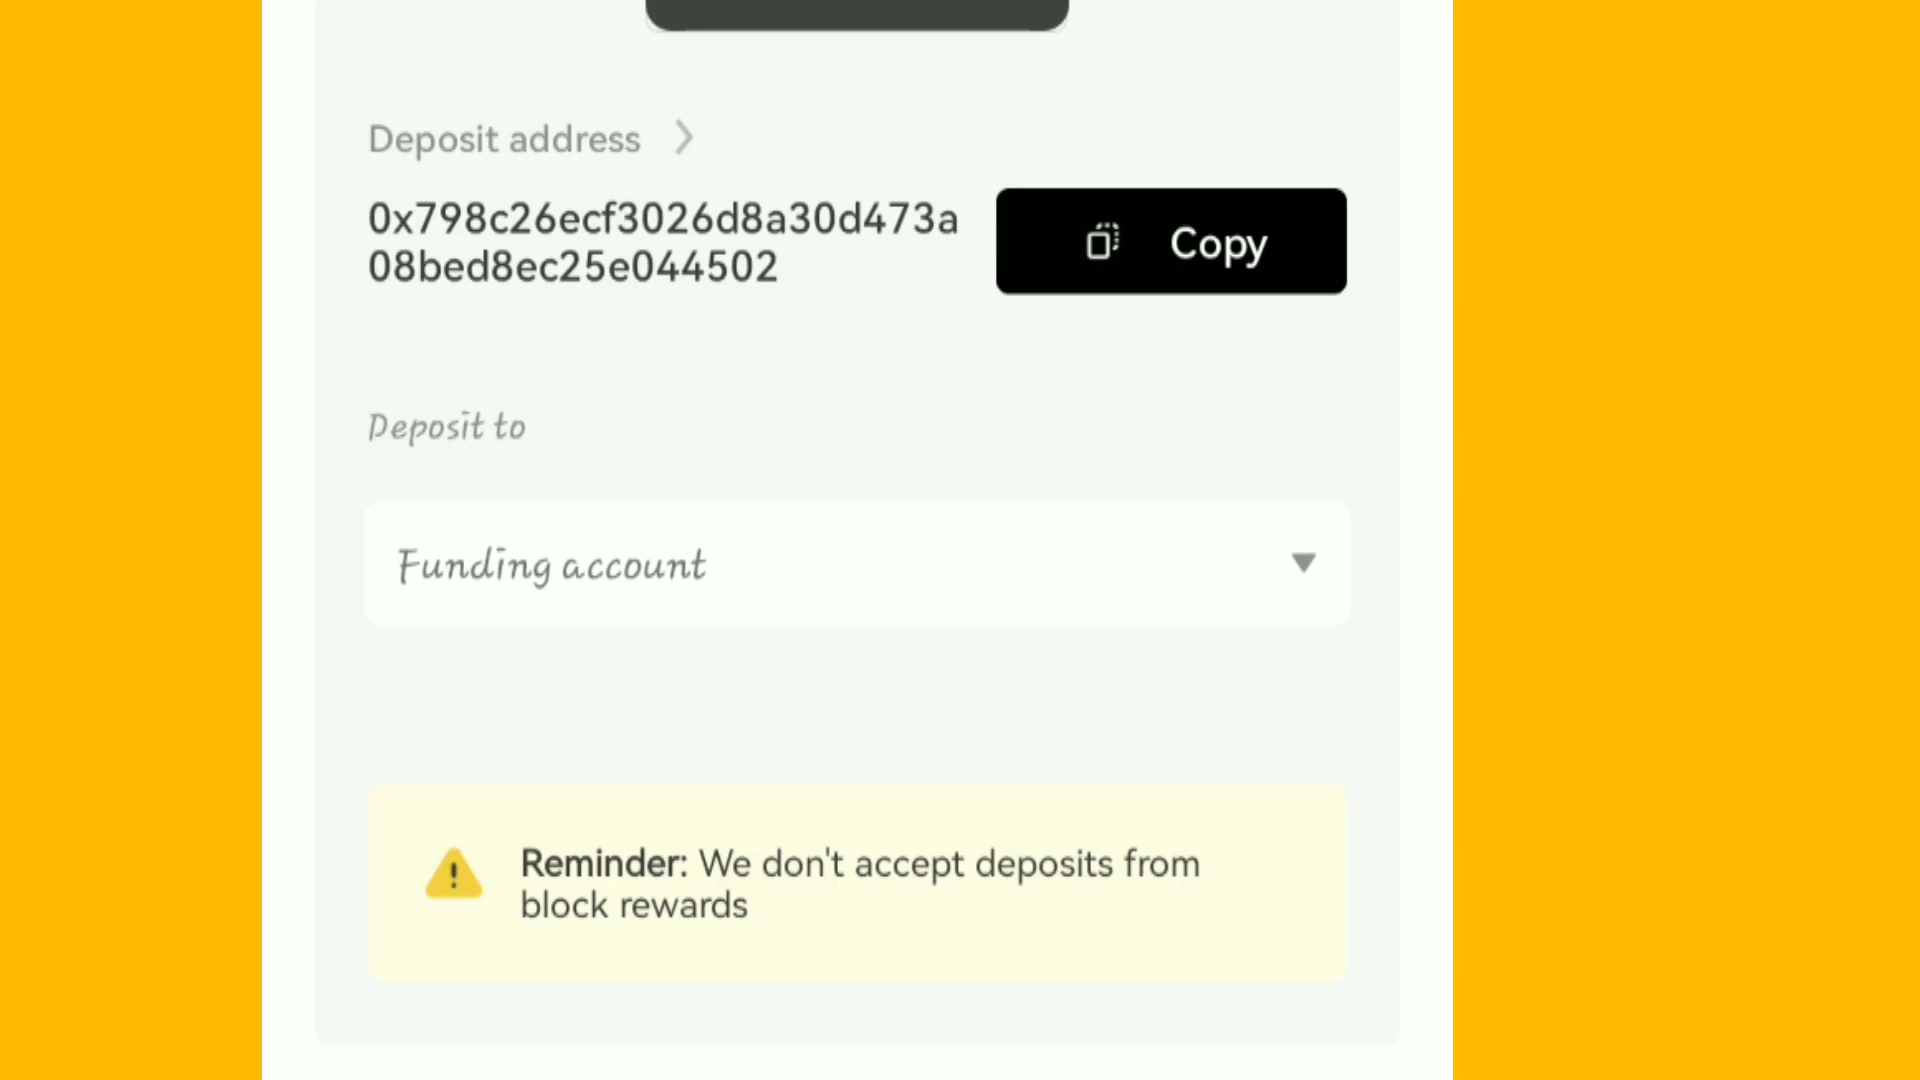 Deposit address
0x798c26ecf3026d8a30d473a
08bed8ec25e044502
Copy
Deposit to
Funding account
Reminder: We don't accept deposits from
block rewards